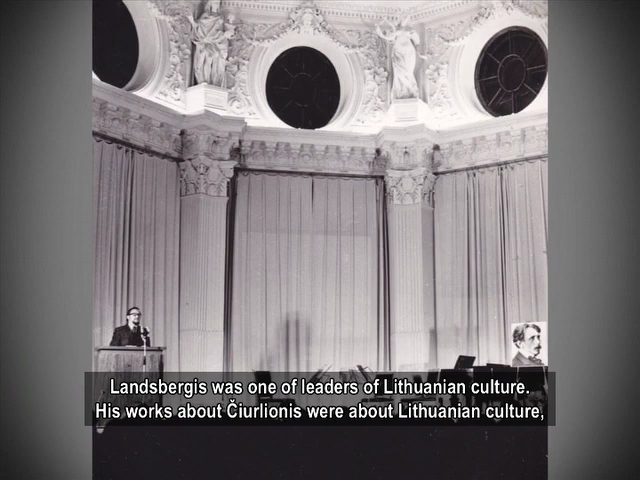 Landsbergis was one of leaders of Lithuanian culture.
His works about Čiurlionis were about Lithuanian culture,